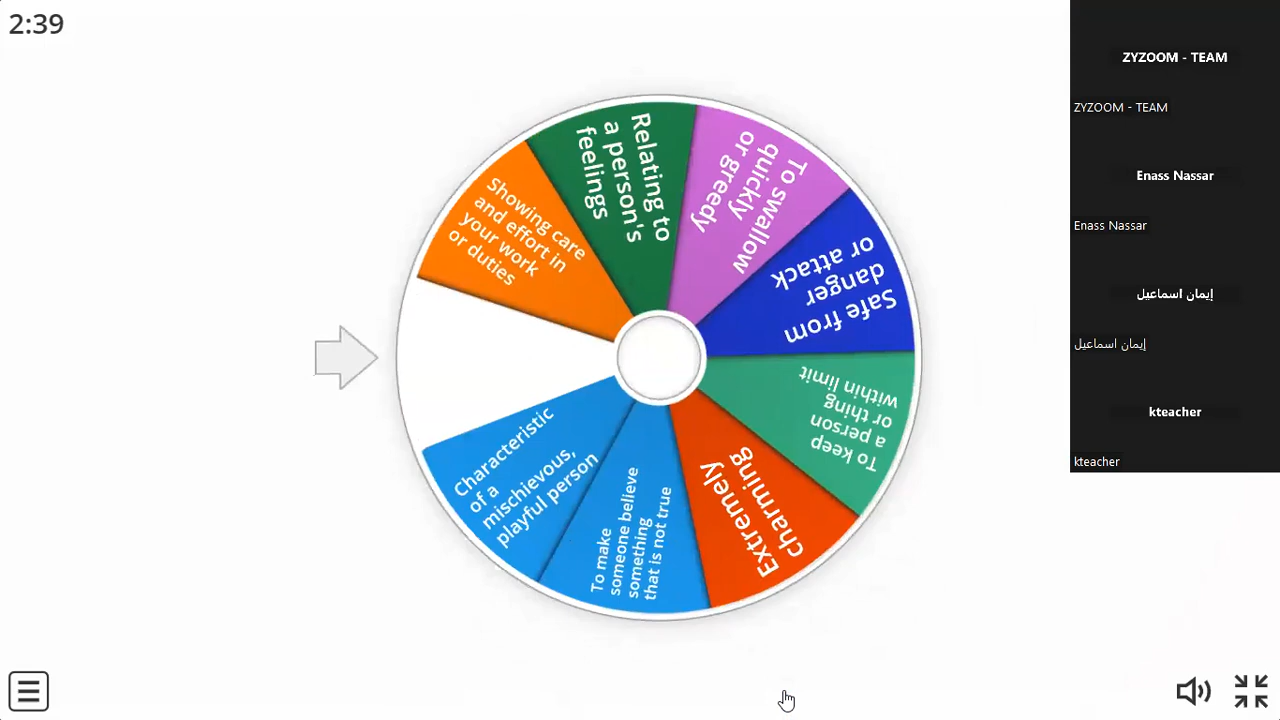 2:39
Showing care
and effort in
your work
or duties
Relating to
a person's
feelings
To swallow
quickly
or greedy
Safe from
danger
or attack
To keep
a person
or thing
within limit
Extremely
charming
To make
someone believe
something
that is not true
Characteristic
of a
mischievous,
playful person
ZYZOOM - TEAM
ZYZOOM - TEAM
Enass Nassar
Enass Nassar
إيمان اسماعيل
إيمان اسماعيل
kteacher
kteacher